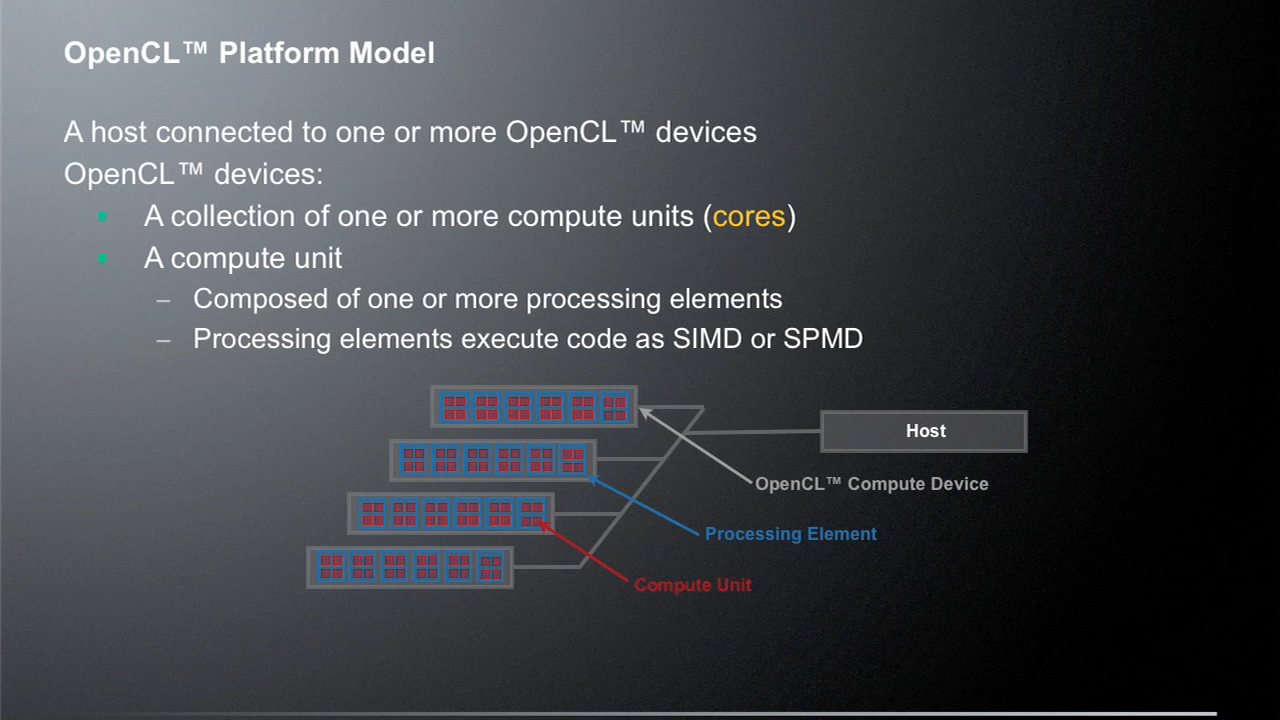 OpenCL™ Platform Model
A host connected to one or more OpenCL™ devices
OpenCL™ devices:
▪ A collection of one or more compute units (cores)
▪ A compute unit
– Composed of one or more processing elements
– Processing elements execute code as SIMD or SPMD
Host
OpenCL™ Compute Device
Processing Element
Compute Unit